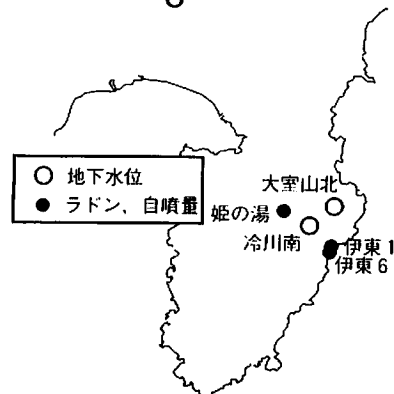 ○ 地下水位
● ラドン、自噴量
大室山北
姫の湯
冷川南
伊東1
伊東6